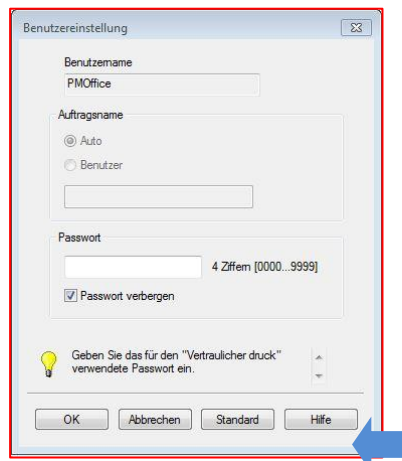 Benutzereinstellung
Benutzername
PMOffice
Auftragsname
Auto
Benutzer
Passwort
4 Ziffern [0000...9999]
Passwort verbergen
Geben Sie das für den "Vertraulicher druck"
verwendete Passwort ein.
OK Abbrechen Standard Hilfe